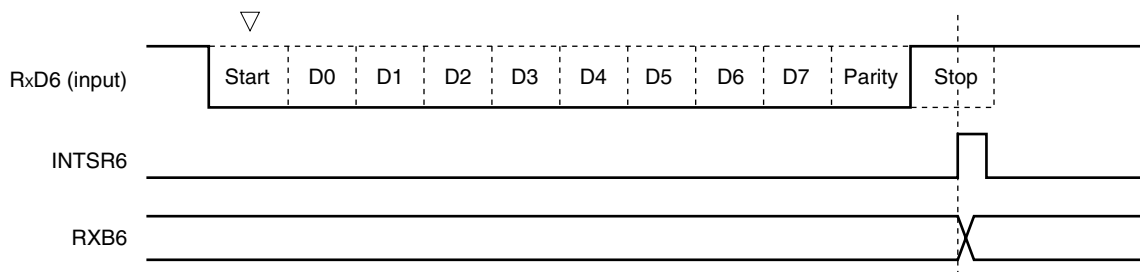 RxD6 (input) Start D0 D1 D2 D3 D4 D5 D6 D7 Parity Stop
INTSR6
RXB6